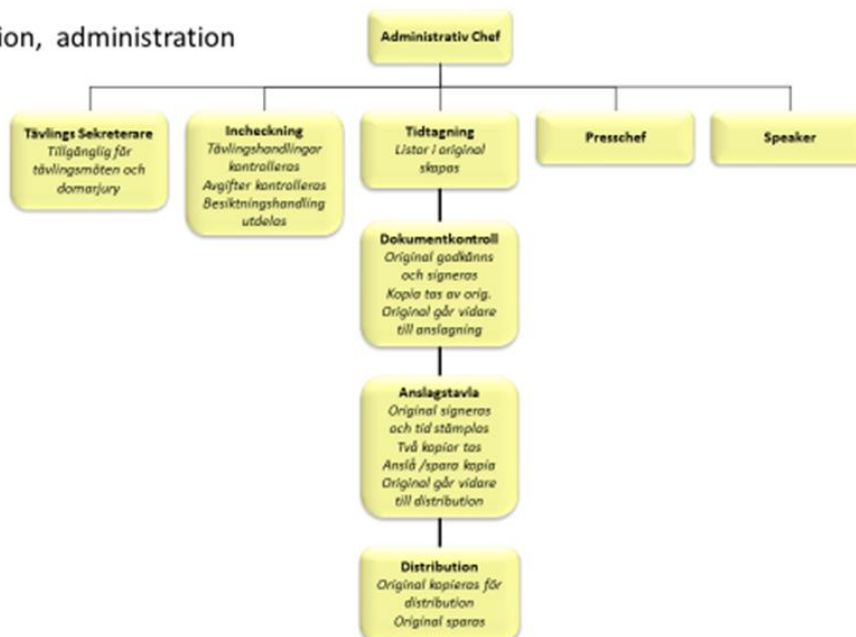 ion, administration
Administrativ Chef
Tävlings Sekreterare
Tillgänglig för
tävlingsmöten och
domarjury
Incheckning
Tävlingshandlingar
kontrolleras
Avgifter kontrolleras
Besiktningshandling
utdelas
Tidtagning
Listor i original
skapas
Presschef
Speaker
Dokumentkontroll
Original godkänns
och signeras
Kopia tas av orig.
Original går vidare
till anslagning
Anslagstavla
Original signeras
och tid stämplas
Två kopior tas
Anslå /spara kopia
Original går vidare
till distribution
Distribution
Original kopieras för
distribution
Original sparas